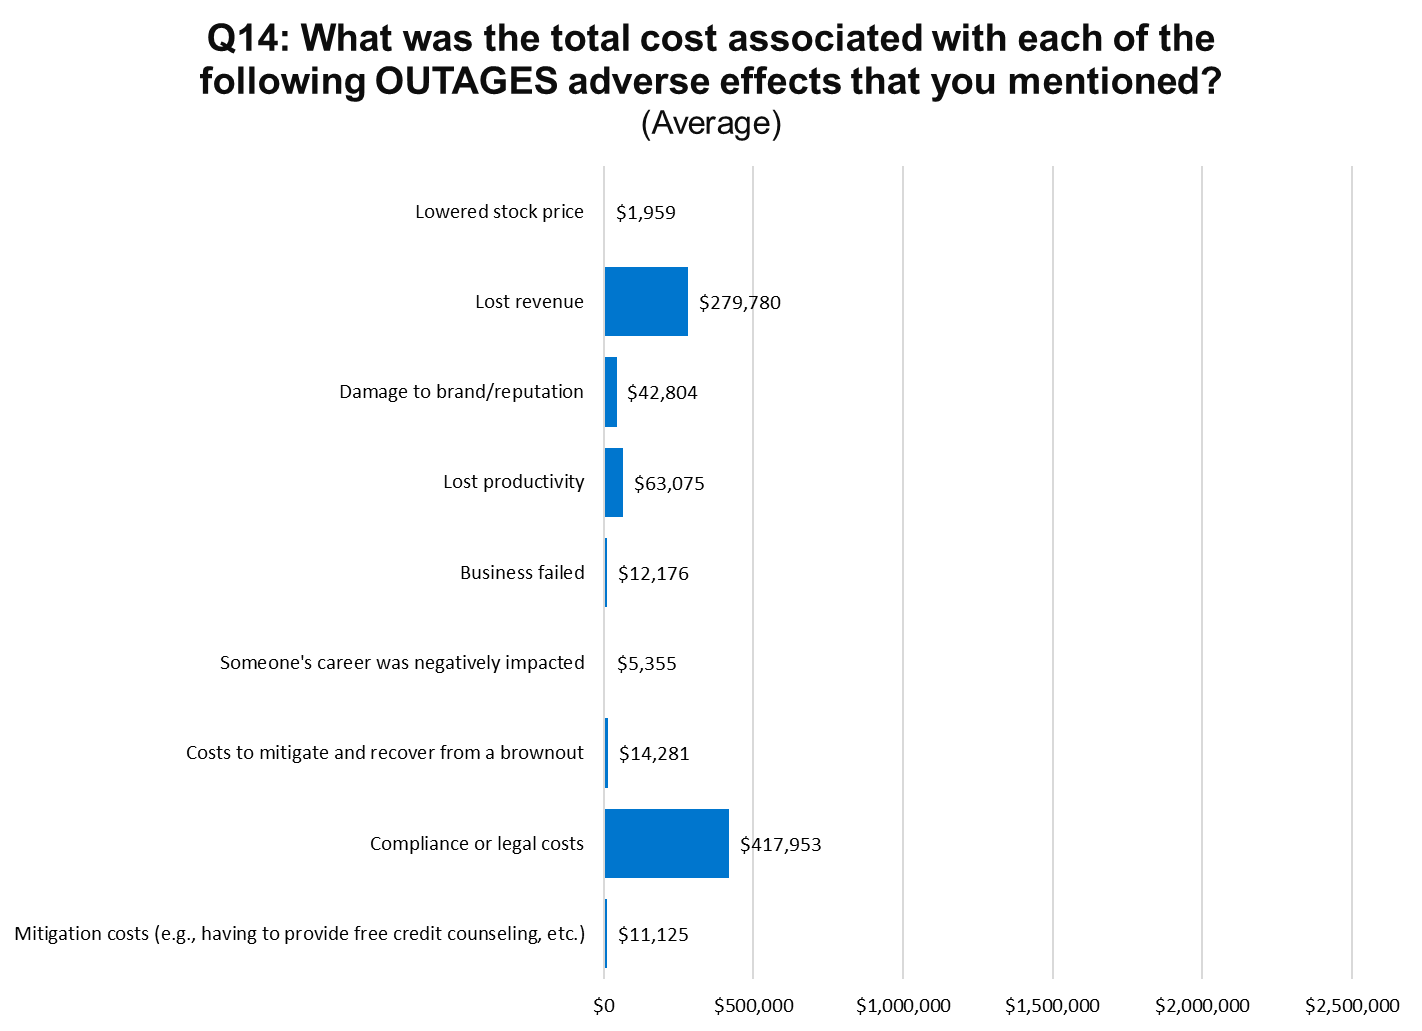 Q14: What was the total cost associated with each of the
following OUTAGES adverse effects that you mentioned?
(Average)
Lowered stock price $1,959
Lost revenue $279,780
Damage to brand/reputation $42,804
Lost productivity $63,075
Business failed $12,176
Someone's career was negatively impacted $5,355
Costs to mitigate and recover from a brownout $14,281
Compliance or legal costs $417,953
Mitigation costs (e.g., having to provide free credit counseling, etc.) $11,125
$0 $500,000 $1,000,000 $1,500,000 $2,000,000 $2,500,000